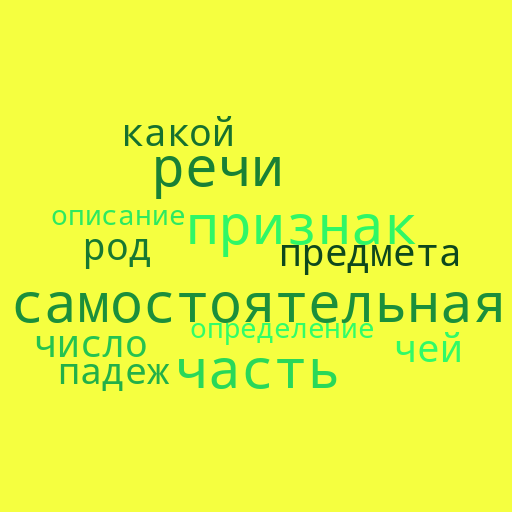 какой
речи
описание
признак
род
предмета
самостоятельная
определение
число
чей
падеж
часть